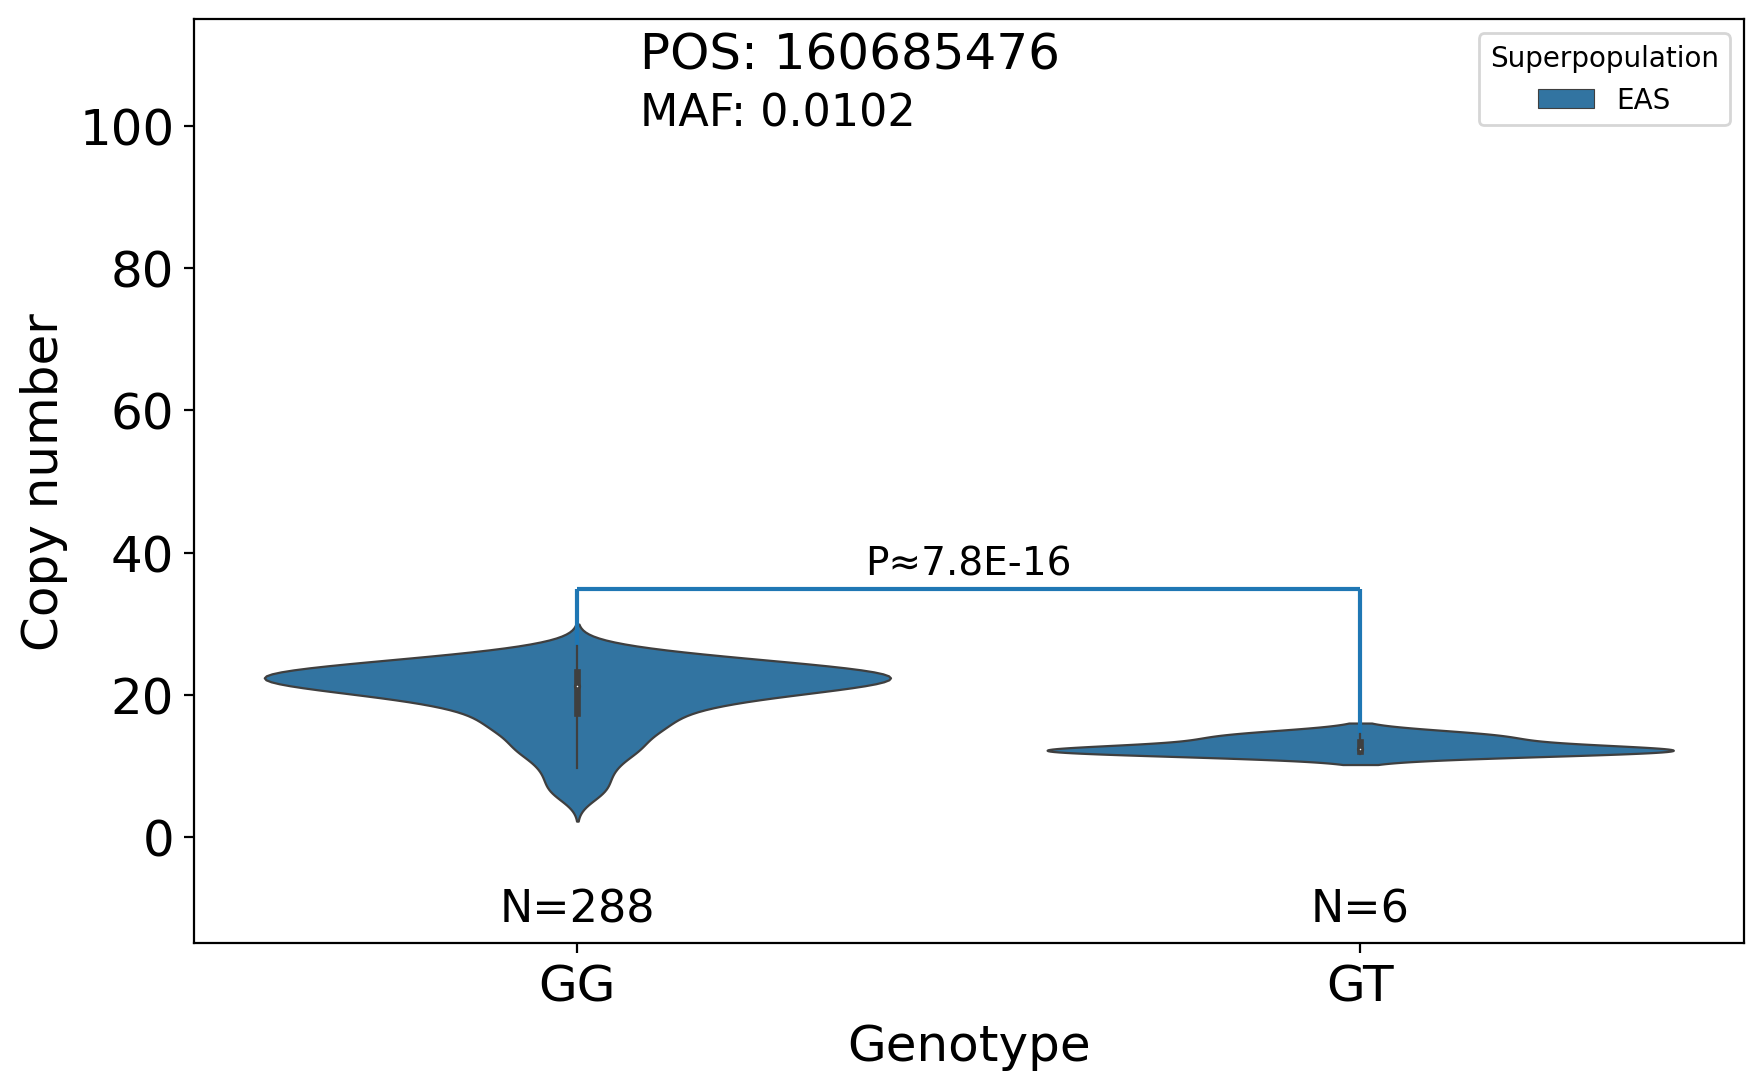 POS: 160685476
MAF: 0.0102
Superpopulation
EAS
100
80
60
40
20
0
Copy number
P≈7.8E-16
N=288
N=6
GG
GT
Genotype